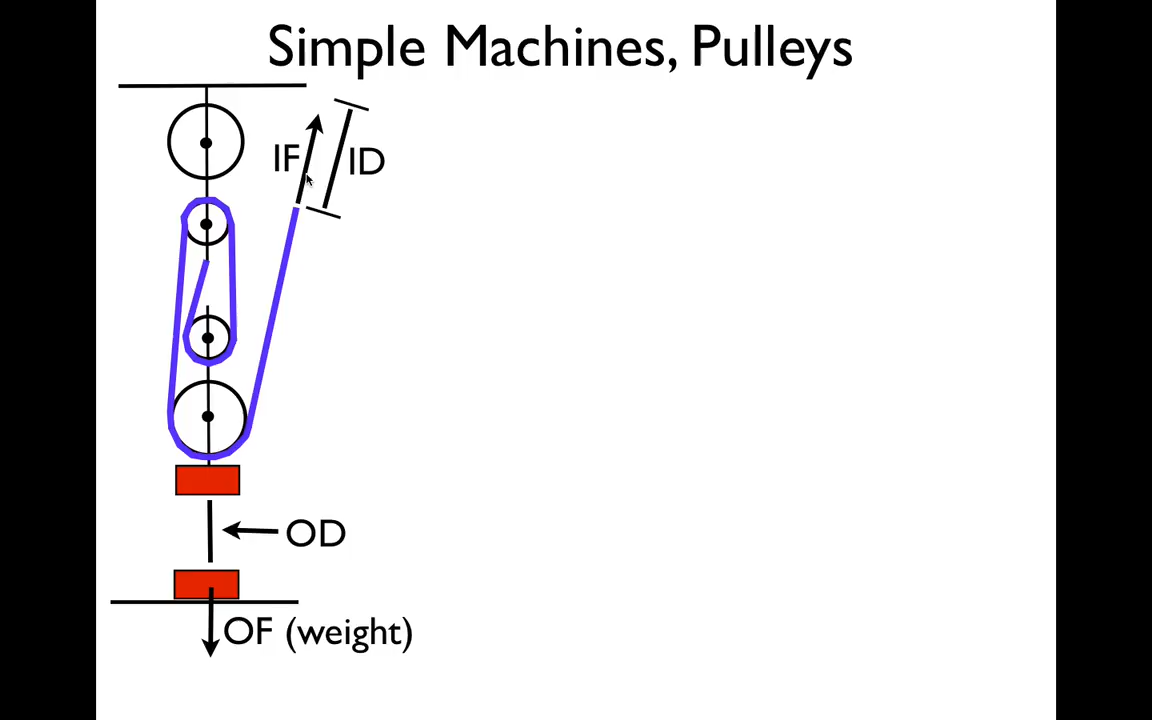 Simple Machines, Pulleys
IF
ID
OD
OF (weight)